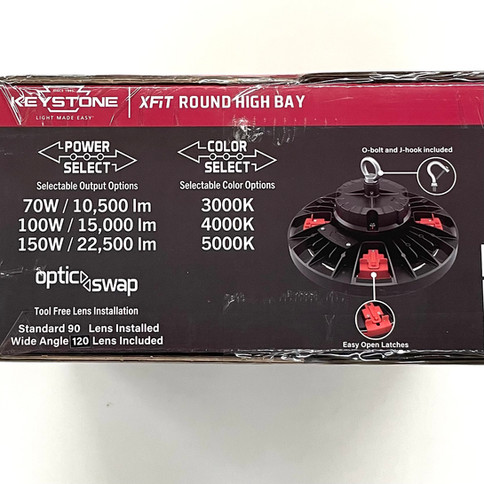 SINCE 1945
KEYSTONE
LIGHT MADE EASY
XFIT ROUND HIGH BAY
POWER
SELECT
Selectable Output Options
70W / 10,500 lm
100W / 15,000 lm
150W / 22,500 lm
COLOR
SELECT
Selectable Color Options
3000K
4000K
5000K
O-bolt and J-hook included
optic swap
Tool Free Lens Installation
Standard 90 Lens Installed
Wide Angle 120 Lens Included
Easy Open Latches